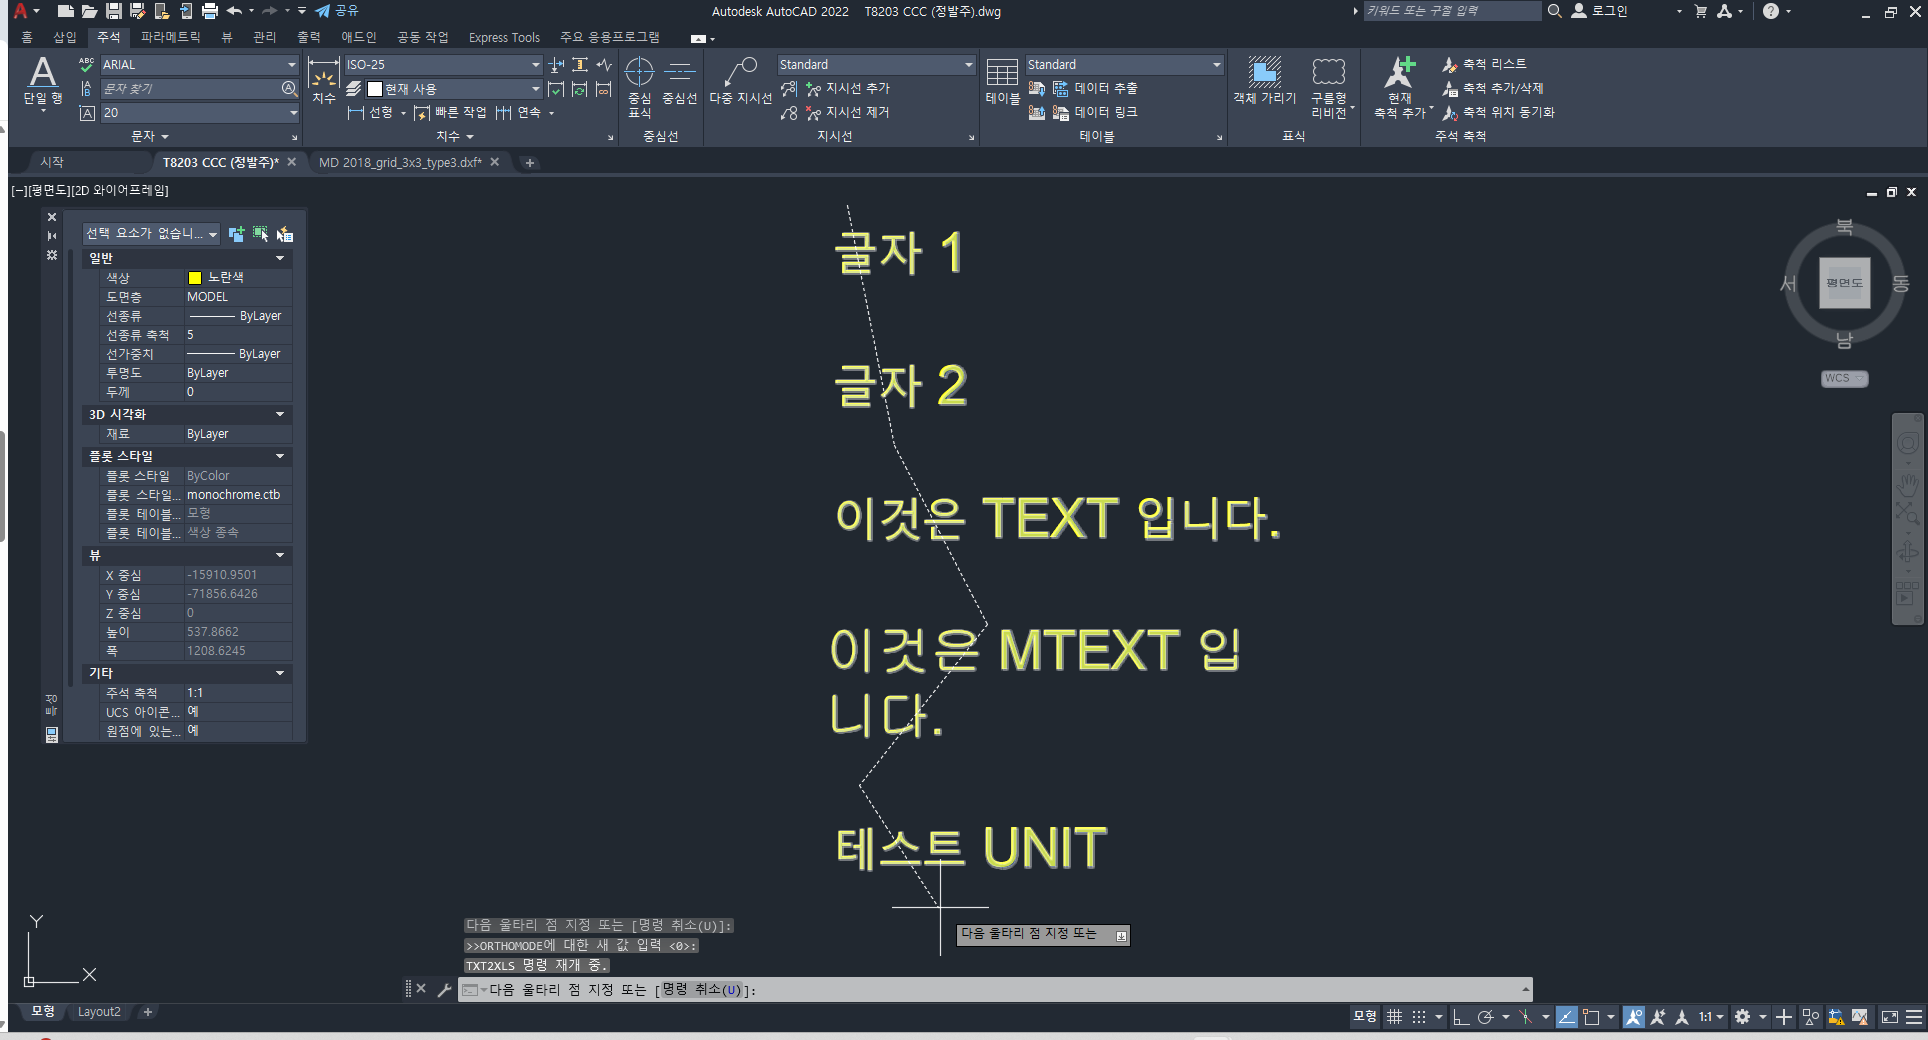 공유
Autodesk AutoCAD 2022 T8203 CCC (정발주).dwg
키워드 또는 구절 입력
로그인
홈 삽입 주석 파라메트릭 뷰 관리 출력 애드인 공동 작업 Express Tools 주요 응용프로그램
단일 행
ARIAL
문자 찾기
20
문자
치수
ISO-25
현재 사용
선형 빠른 작업 연속
치수
중심 표식
중심선
중심선
다중 지시선
Standard
지시선 추가
지시선 제거
지시선
테이블
Standard
데이터 추출
데이터 링크
테이블
객체 가리기
구름형 리비전
표식
현재 축척 추가
축척 리스트
축척 추가/삭제
축척 위치 동기화
주석 축척
시작
T8203 CCC (정발주)*
MD 2018_grid_3x3_type3.dxf*
[−][평면도][2D 와이어프레임]
선택 요소가 없습니...
일반
색상 노란색
도면층 MODEL
선종류 ByLayer
선종류 축척 5
선가중치 ByLayer
투명도 ByLayer
두께 0
3D 시각화
재료 ByLayer
플롯 스타일
플롯 스타일 ByColor
플롯 스타일... monochrome.ctb
플롯 테이블... 모형
플롯 테이블... 색상 종속
뷰
X 중심 -15910.9501
Y 중심 -71856.6426
Z 중심 0
높이 537.8662
폭 1208.6245
기타
주석 축척 1:1
UCS 아이콘... 예
원점에 있는... 예
글자 1
글자 2
이것은 TEXT 입니다.
이것은 MTEXT 입
니다.
테스트 UNIT
북
서 평면도 동
남
WCS
Y
X
다음 울타리 점 지정 또는 [명령 취소(U)]:
>>ORTHOMODE에 대한 새 값 입력 <0>:
TXT2XLS 명령 재개 중.
다음 울타리 점 지정 또는
다음 울타리 점 지정 또는 [명령 취소(U)]:
모형 Layout2
모형 1:1